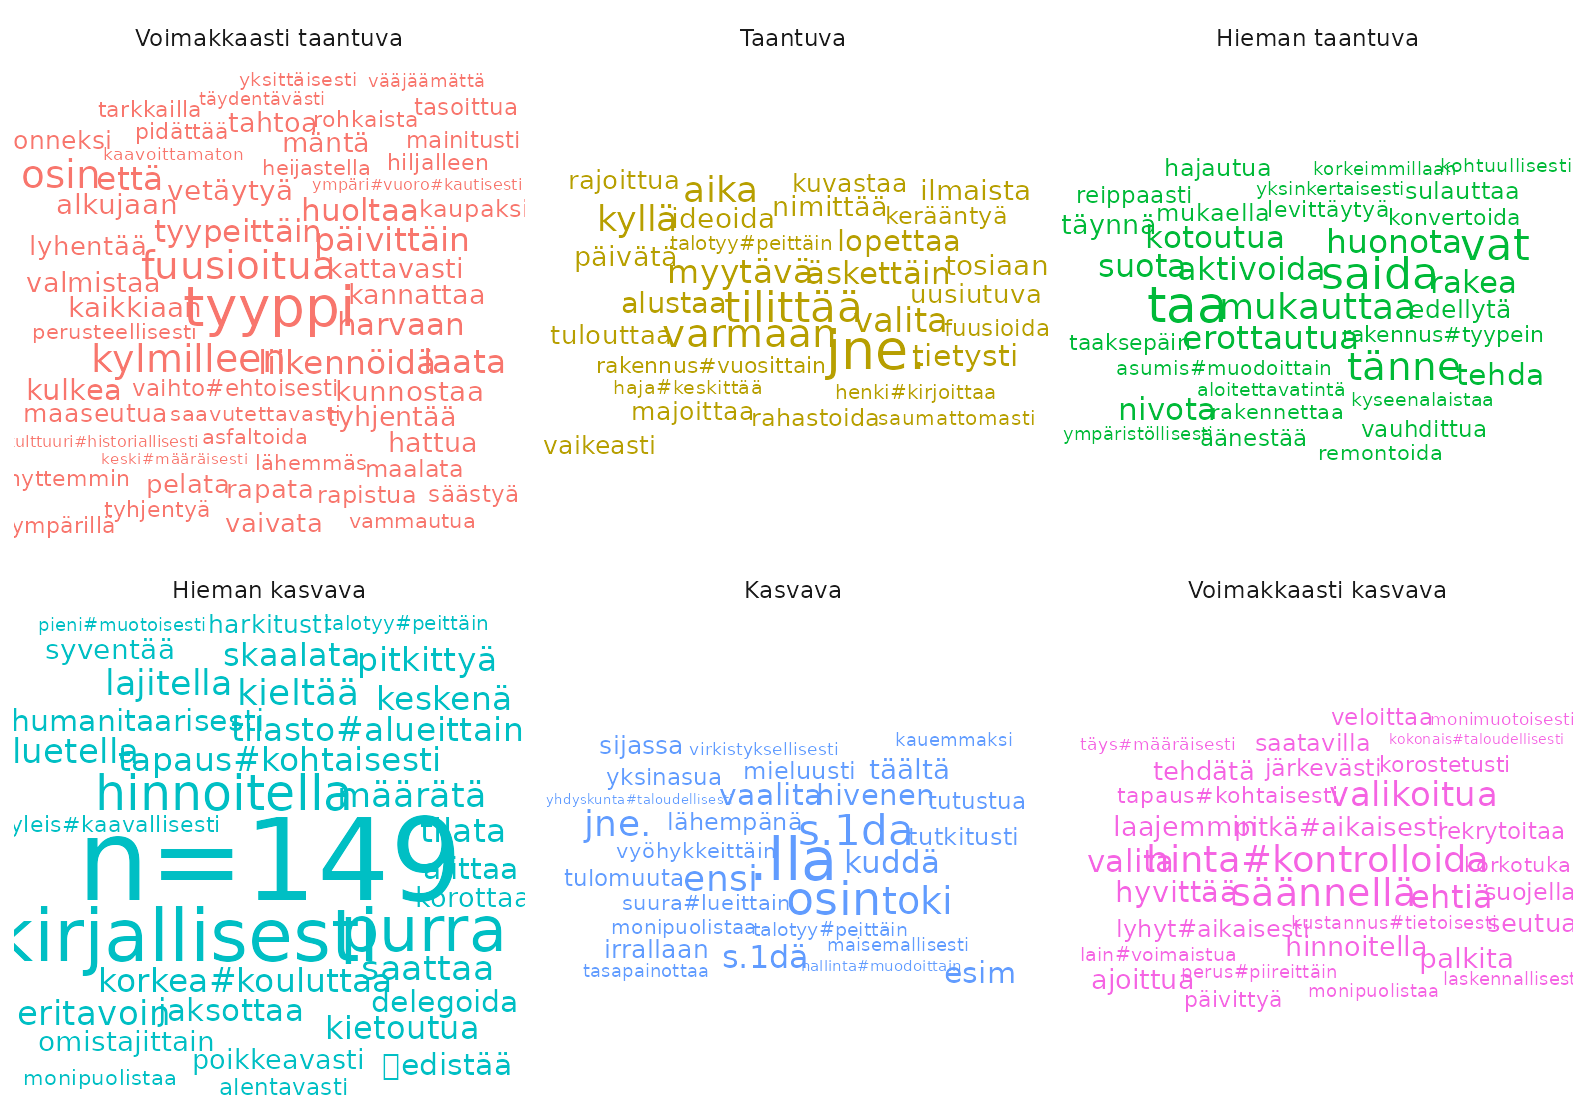 Voimakkaasti taantuva
yksittäisesti vääjäämättä
täydentävästi
tarkkailla tasoittua
tahtoa rohkaista
onneksi pidättää mäntä mainitusti
kaavoittamaton
heijastella hiljalleen
osin että vetäytyä ympäri#vuoro#kautisesti
alkujaan huoltaa kaupaksi
tyypeittäin päivittäin
lyhentää
fuusioitua kattavasti
valmistaa kannattaa
kaikkiaan tyyppi
perusteellisesti harvaan
kylmilleen liikennöidä laata
kulkea vaihto#ehtoisesti kunnostaa
maaseutua saavutettavasti tyhjentää
ulttuuri#historiallisesti asfaltoida hattua
keski#määräisesti lähemmäs maalata
nyttemmin pelata rapata rapistua säästyä
tyhjentyä
ympärillä vaivata vammautua
Taantuva
rajoittua aika kuvastaa ilmaista
kyllä ideoida nimittää kerääntyä
talotyy#peittäin lopettaa
päivätä myytävä äskettäin tosiaan
alustaa tilittää uusiutuva
tulouttaa varmaan valita fuusioida
rakennus#vuosittain jne. tietysti
haja#keskittää henki#kirjoittaa
majoittaa rahastoida saumattomasti
vaikeasti
Hieman taantuva
hajautua korkeimmillaan kohtuullisesti
reippaasti yksinkertaisesti sulauttaa
täynnä mukaella levittäytyä konvertoida
kotoutua huonota vat
suota aktivoida saida rakea
taa mukauttaa edellytä
taaksepäin erottautua rakennus#tyypein
asumis#muodoittain tänne tehda
aloitettavatintä
nivota rakennettaa kyseenalaistaa
ympäristöllisesti äänestää vauhdittua
remontoida
Hieman kasvava
pieni#muotoisesti harkitusti talotyy#peittäin
syventää skaalata pitkittyä
lajitella kieltää keskenä
humanitaarisesti tilasto#alueittain
luetella tapaus#kohtaisesti
hinnoitella määrätä
yleis#kaavallisesti tilata
n=149
korottaa
kirjallisesti purra
korkea#kouluttaa saattaa
eritavoin jaksottaa delegoida
omistajittain kietoutua
poikkeavasti edistää
monipuolistaa alentavasti
Kasvava
sijassa virkistyksellisesti kauemmaksi
yksinasua mieluusti täältä
yhdyskunta#taloudellisesti vaalita hivenen tutustua
jne. lähempänä s.1da tutkitusti
vyöhykkeittäin .lla kuddä
tulomuuta ensi
suura#lueittain osin toki
monipuolistaa talotyy#peittäin
irrallaan s.1dä maisemallisesti
tasapainottaa hallinta#muodoittain esim
Voimakkaasti kasvava
veloittaa monimuotoisesti
täys#määräisesti saatavilla kokonais#taloudellisesti
tehdätä järkevästi korostetusti
tapaus#kohtaisesti valikoitua
laajemmin pitkä#aikaisesti rekrytoitaa
valita hinta#kontrolloida korkotuka
hyvittää säännellä ehtiä suojella
lyhyt#aikaisesti kustannus#tietoisesti seutua
lain#voimaistua hinnoitella palkita
ajoittua perus#piireittäin laskennallisest
päivittyä monipuolistaa